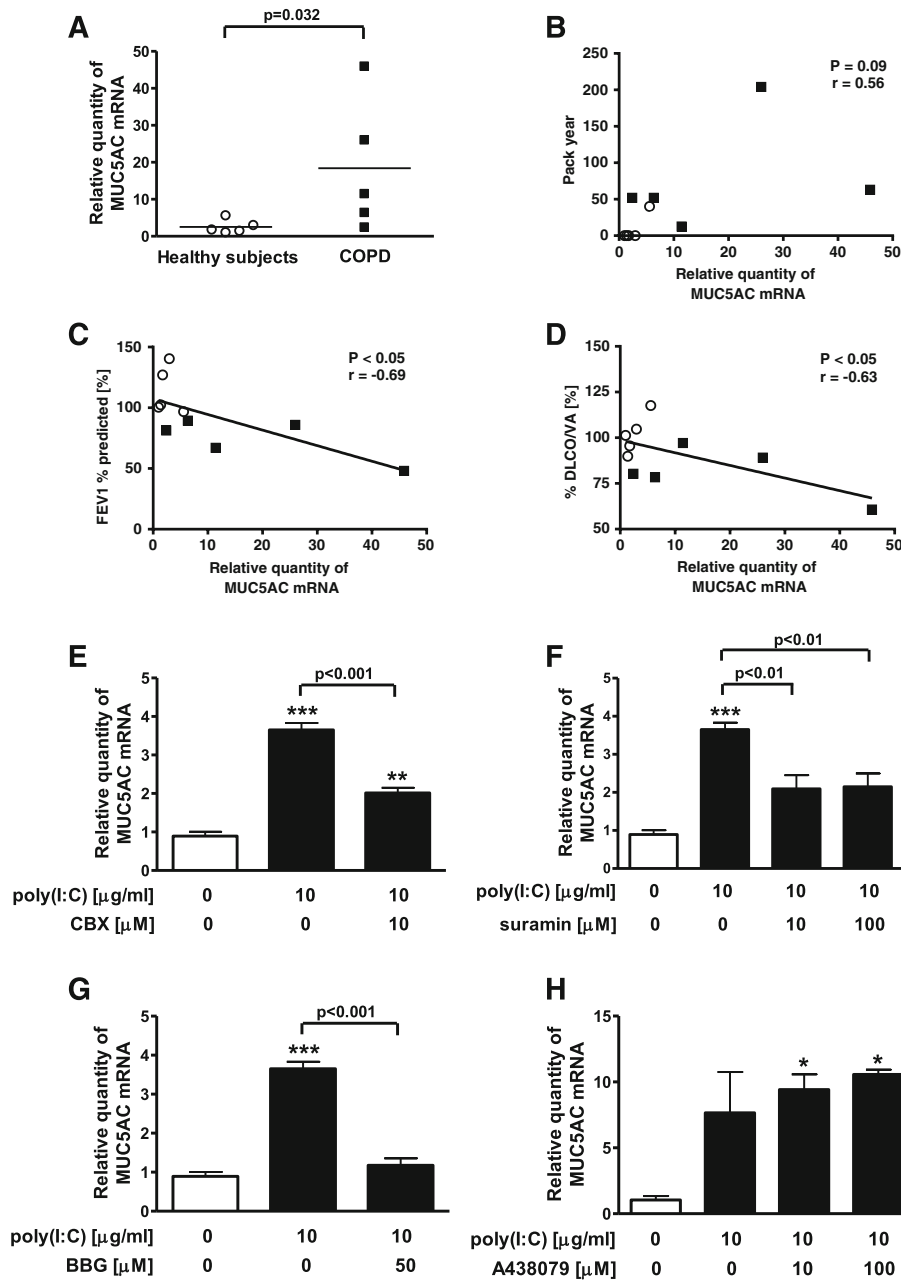 A
p=0.032
Relative quantity of
MUC5AC mRNA
50
40
30
20
10
0
Healthy subjects COPD
B
Pack year
250
200
150
100
50
0
P = 0.09
r = 0.56
0 10 20 30 40 50
Relative quantity of
MUC5AC mRNA
C
FEV1 % predicted [%]
150
100
50
0
P < 0.05
r = -0.69
0 10 20 30 40 50
Relative quantity of
MUC5AC mRNA
D
% DLCO/VA [%]
150
125
100
75
50
P < 0.05
r = -0.63
0 10 20 30 40 50
Relative quantity of
MUC5AC mRNA
E
Relative quantity of
MUC5AC mRNA
5
4
3
2
1
0
p<0.001
***
**
poly(I:C) [µg/ml] 0 10 10
CBX [µM] 0 0 10
F
Relative quantity of
MUC5AC mRNA
5
4
3
2
1
0
p<0.01
p<0.01
***
poly(I:C) [µg/ml] 0 10 10 10
suramin [µM] 0 0 10 100
G
Relative quantity of
MUC5AC mRNA
5
4
3
2
1
0
p<0.001
***
poly(I:C) [µg/ml] 0 10 10
BBG [µM] 0 0 50
H
Relative quantity of
MUC5AC mRNA
15
10
5
0
*
*
poly(I:C) [µg/ml] 0 10 10 10
A438079 [µM] 0 0 10 100